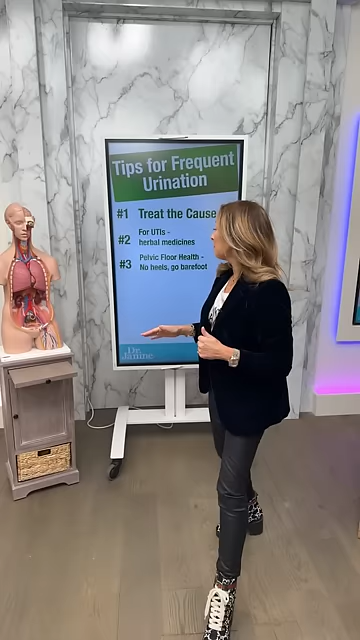 Tips for Frequent
Urination
#1 Treat the Cause
#2 For UTIs -
herbal medicines
#3 Pelvic Floor Health -
No heels, go barefoot
Dr.
Janine